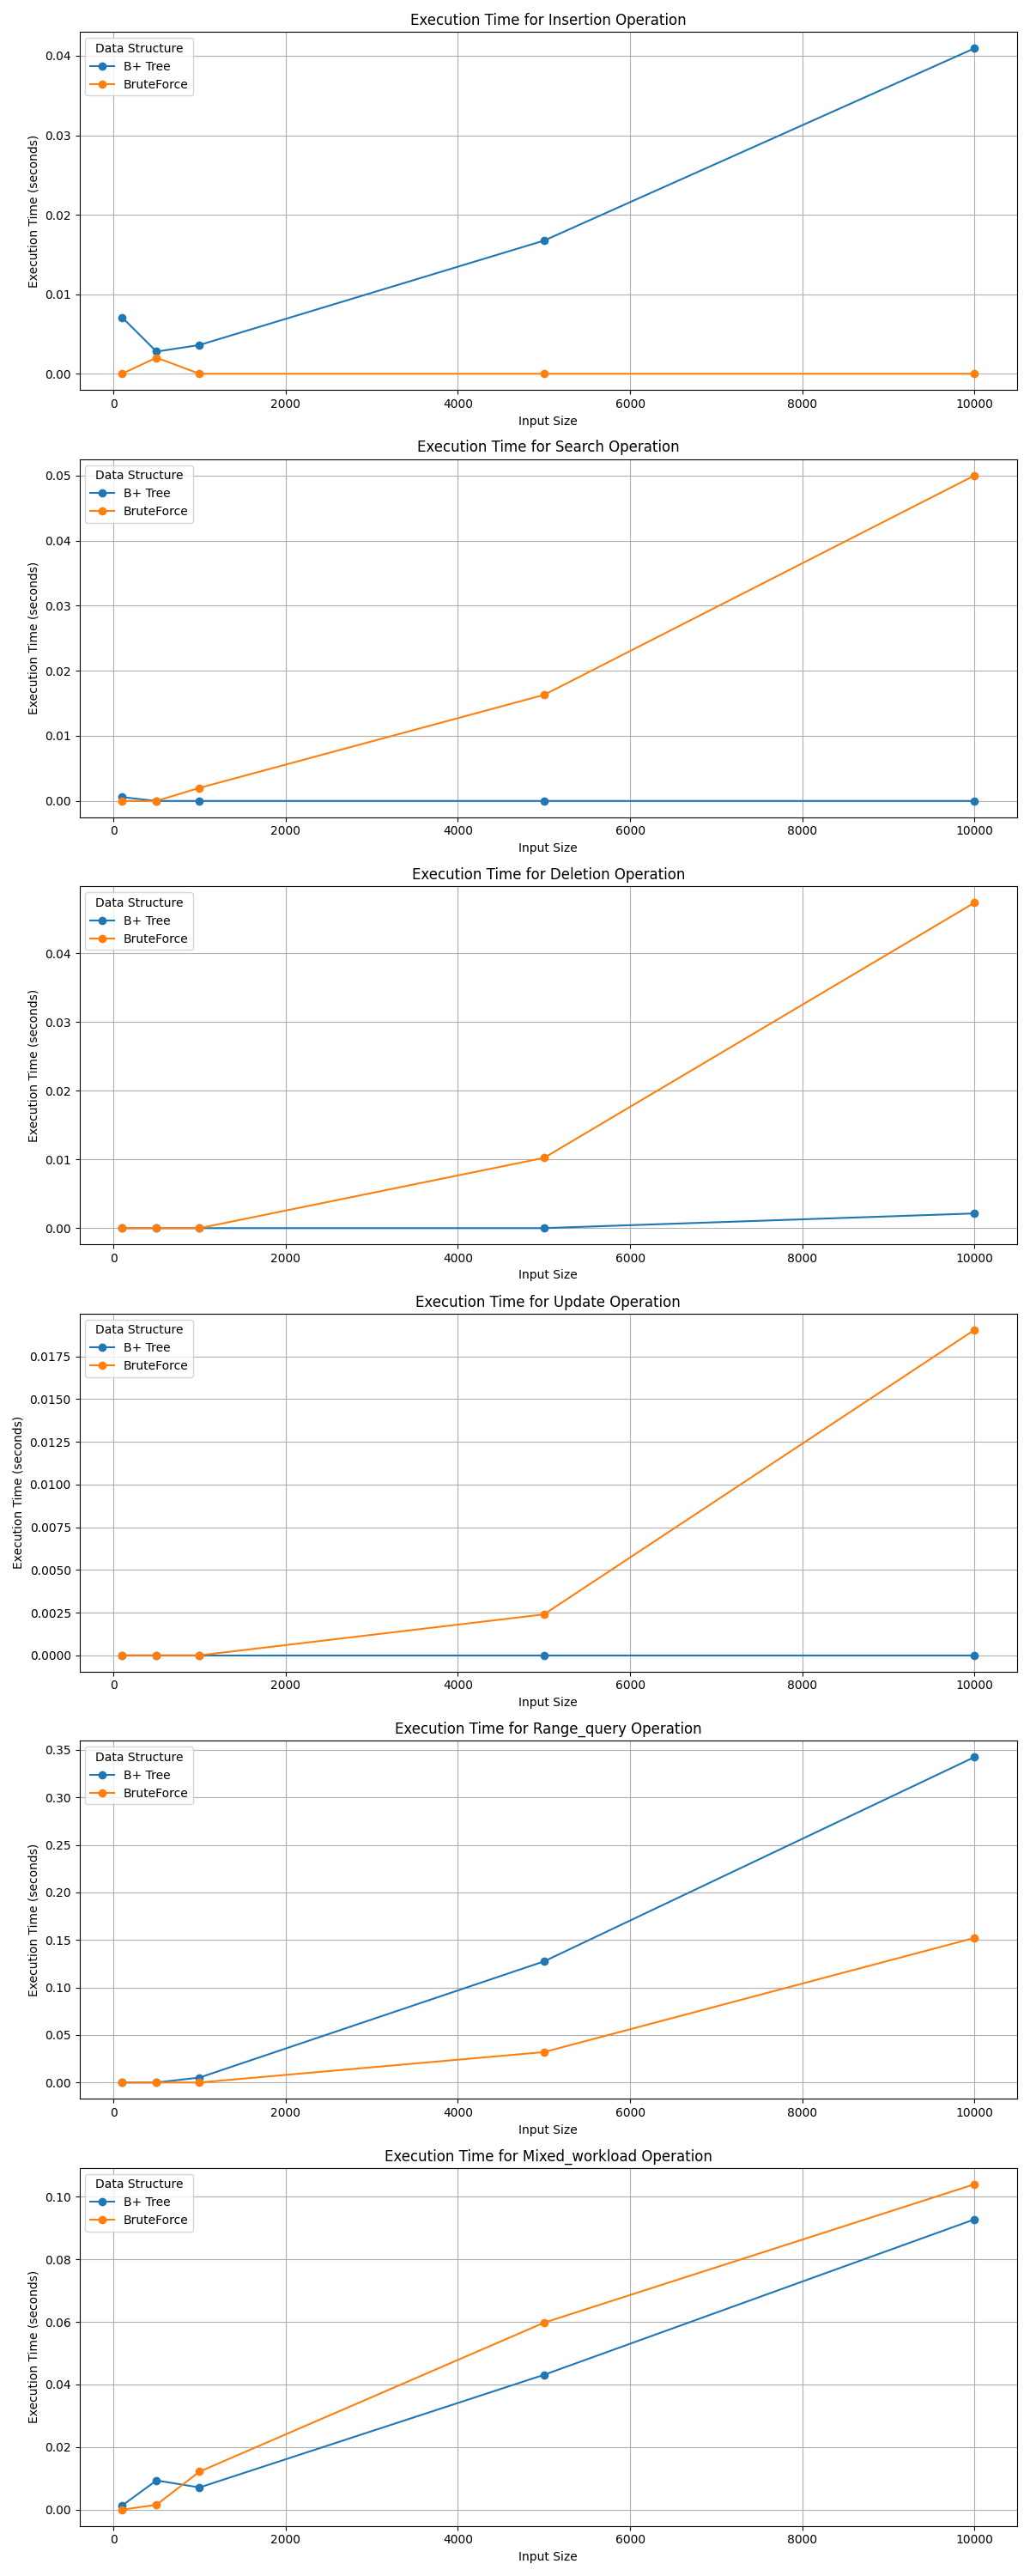 Execution Time for Insertion Operation
Data Structure
B+ Tree
BruteForce
Execution Time (seconds)
0.04
0.03
0.02
0.01
0.00
0 2000 4000 6000 8000 10000
Input Size
Execution Time for Search Operation
Data Structure
B+ Tree
BruteForce
Execution Time (seconds)
0.05
0.04
0.03
0.02
0.01
0.00
0 2000 4000 6000 8000 10000
Input Size
Execution Time for Deletion Operation
Data Structure
B+ Tree
BruteForce
Execution Time (seconds)
0.04
0.03
0.02
0.01
0.00
0 2000 4000 6000 8000 10000
Input Size
Execution Time for Update Operation
Data Structure
B+ Tree
BruteForce
Execution Time (seconds)
0.0175
0.0150
0.0125
0.0100
0.0075
0.0050
0.0025
0.0000
0 2000 4000 6000 8000 10000
Input Size
Execution Time for Range_query Operation
Data Structure
B+ Tree
BruteForce
Execution Time (seconds)
0.35
0.30
0.25
0.20
0.15
0.10
0.05
0.00
0 2000 4000 6000 8000 10000
Input Size
Execution Time for Mixed_workload Operation
Data Structure
B+ Tree
BruteForce
Execution Time (seconds)
0.10
0.08
0.06
0.04
0.02
0.00
0 2000 4000 6000 8000 10000
Input Size